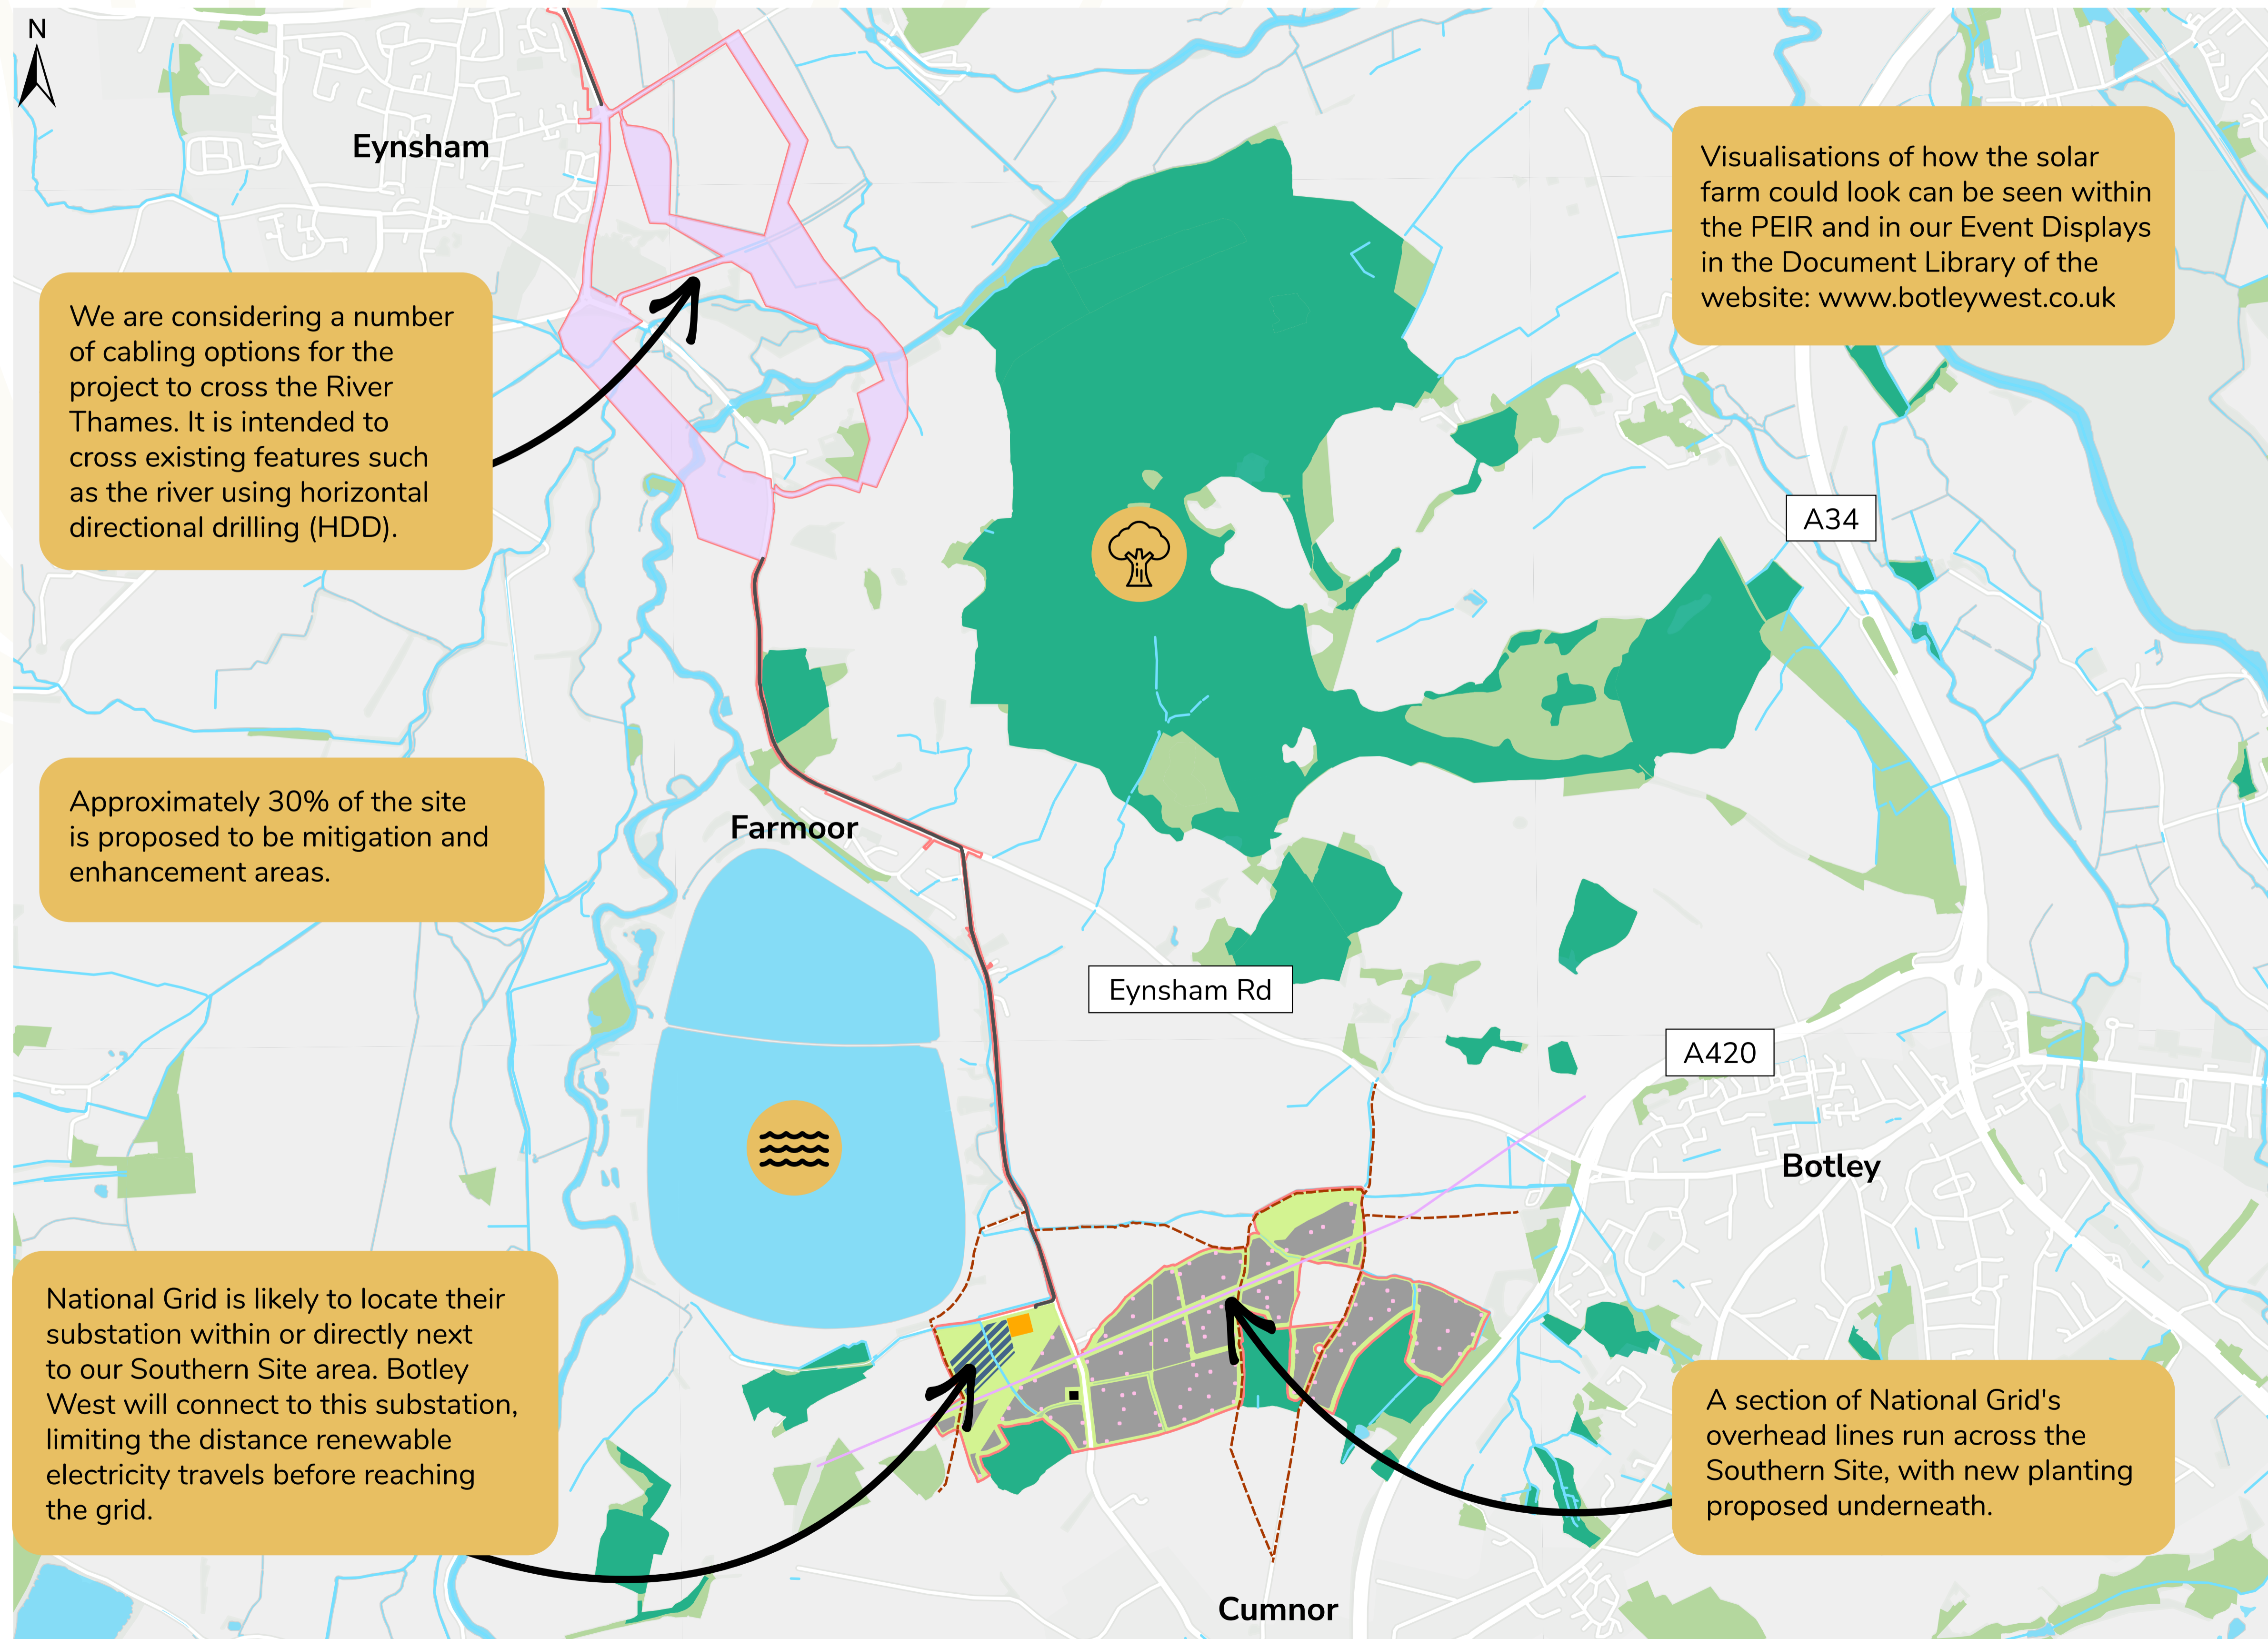 N
Eynsham
Visualisations of how the solar
farm could look can be seen within
the PEIR and in our Event Displays
in the Document Library of the
website: www.botleywest.co.uk
We are considering a number
of cabling options for the
project to cross the River
Thames. It is intended to
cross existing features such
as the river using horizontal
directional drilling (HDD).
A34
Approximately 30% of the site
is proposed to be mitigation and
enhancement areas.
Farmoor
Eynsham Rd
A420
Botley
National Grid is likely to locate their
substation within or directly next
to our Southern Site area. Botley
West will connect to this substation,
limiting the distance renewable
electricity travels before reaching
the grid.
A section of National Grid's
overhead lines run across the
Southern Site, with new planting
proposed underneath.
Cumnor